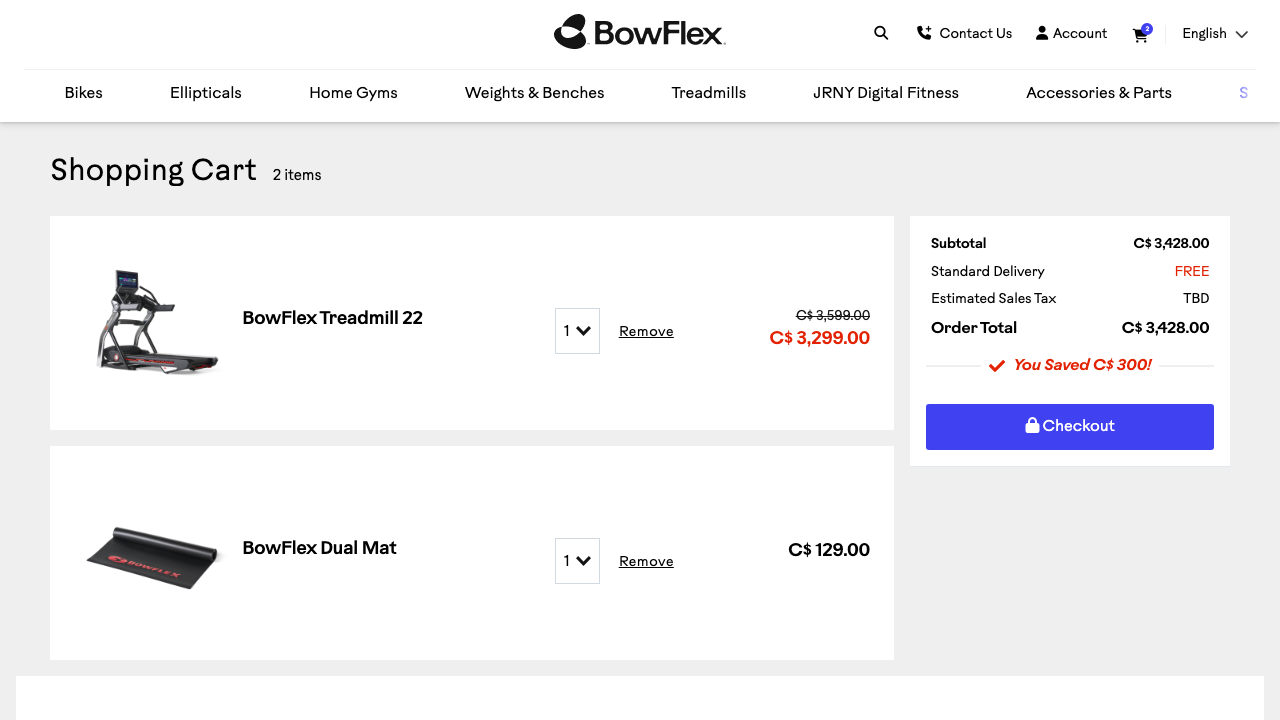 BowFlex
Contact Us
Account
2
English
Bikes
Ellipticals
Home Gyms
Weights & Benches
Treadmills
JRNY Digital Fitness
Accessories & Parts
S
Shopping Cart
2 items
BowFlex Treadmill 22
1
Remove
C$ 3,599.00
C$ 3,299.00
BOWFLEX
BowFlex Dual Mat
1
Remove
C$ 129.00
Subtotal
C$ 3,428.00
Standard Delivery
FREE
Estimated Sales Tax
TBD
Order Total
C$ 3,428.00
You Saved C$ 300!
Checkout